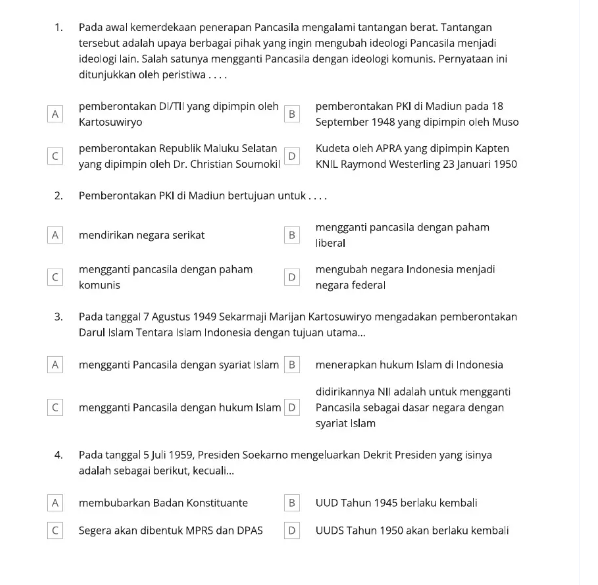 1. Pada awal kemerdekaan penerapan Pancasila mengalami tantangan berat. Tantangan
tersebut adalah upaya berbagai pihak yang ingin mengubah ideologi Pancasila menjadi
ideologi lain. Salah satunya mengganti Pancasila dengan ideologi komunis. Pernyataan ini
ditunjukkan oleh peristiwa . . . .
A pemberontakan DI/TII yang dipimpin oleh
Kartosuwiryo
B pemberontakan PKI di Madiun pada 18
September 1948 yang dipimpin oleh Muso
C pemberontakan Republik Maluku Selatan
yang dipimpin oleh Dr. Christian Soumokil
D Kudeta oleh APRA yang dipimpin Kapten
KNIL Raymond Westerling 23 Januari 1950
2. Pemberontakan PKI di Madiun bertujuan untuk . . . .
A mendirikan negara serikat
B mengganti pancasila dengan paham
liberal
C mengganti pancasila dengan paham
komunis
D mengubah negara Indonesia menjadi
negara federal
3. Pada tanggal 7 Agustus 1949 Sekarmaji Marijan Kartosuwiryo mengadakan pemberontakan
Darul Islam Tentara Islam Indonesia dengan tujuan utama...
A mengganti Pancasila dengan syariat Islam
B menerapkan hukum Islam di Indonesia
C mengganti Pancasila dengan hukum Islam
D didirikannya NII adalah untuk mengganti
Pancasila sebagai dasar negara dengan
syariat Islam
4. Pada tanggal 5 Juli 1959, Presiden Soekarno mengeluarkan Dekrit Presiden yang isinya
adalah sebagai berikut, kecuali...
A membubarkan Badan Konstituante
B UUD Tahun 1945 berlaku kembali
C Segera akan dibentuk MPRS dan DPAS
D UUDS Tahun 1950 akan berlaku kembali